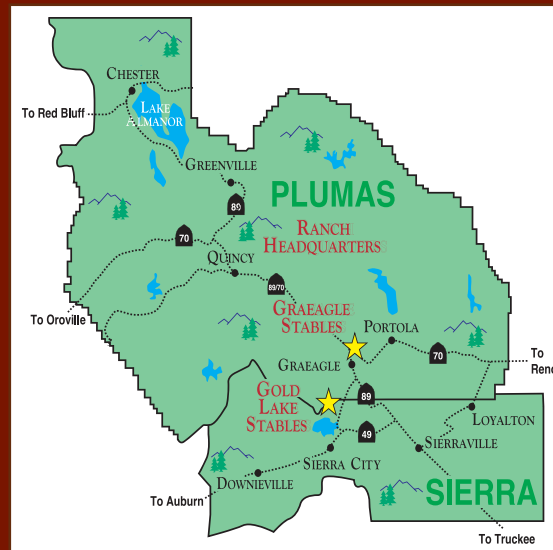 CHESTER
To Red Bluff
LAKE
ALMANOR
GREENVILLE
PLUMAS
89
RANCH
HEADQUARTERS
70
QUINCY
89/70
To Oroville
GRAEAGLE
STABLES
PORTOLA
70
To
Reno
GRAEAGLE
GOLD
LAKE
STABLES
89
49
LOYALTON
SIERRAVILLE
SIERRA CITY
DOWNIEVILLE
SIERRA
To Auburn
To Truckee